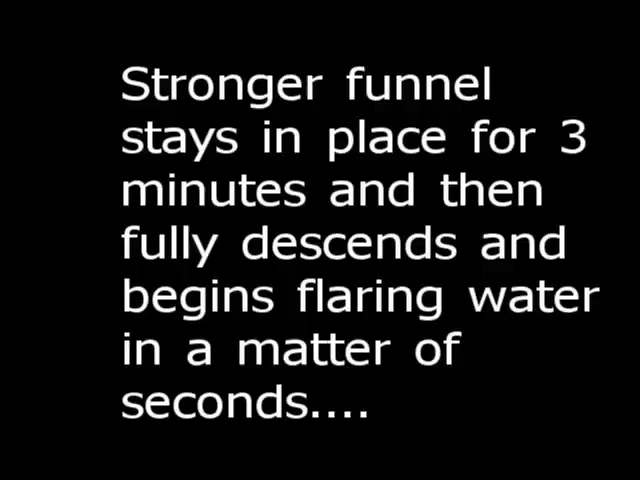 Stronger funnel
stays in place for 3
minutes and then
fully descends and
begins flaring water
in a matter of
seconds....